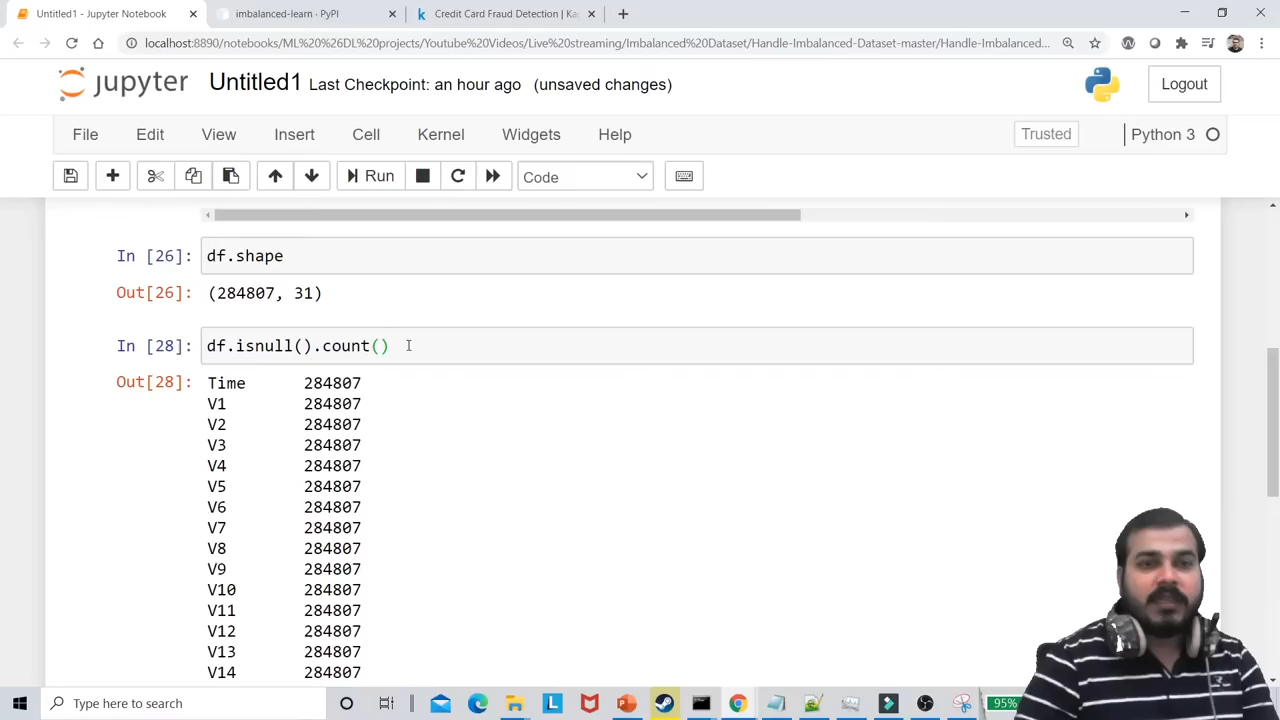 Untitled1 - Jupyter Notebook
imbalanced-learn · PyPI
k Credit Card Fraud Detection | Ka
localhost:8890/notebooks/ML%20%26%20DL%20projects/Youtube%20Videos/Live%20streaming/Imbalanced%20Dataset/Handle-Imbalanced-Dataset-master/Handle-Imbalanced...
jupyter Untitled1 Last Checkpoint: an hour ago (unsaved changes)
Logout
File Edit View Insert Cell Kernel Widgets Help
Trusted
Python 3
Run
Code
In [26]: df.shape
Out[26]: (284807, 31)
In [28]: df.isnull().count()
Out[28]: Time 284807
V1 284807
V2 284807
V3 284807
V4 284807
V5 284807
V6 284807
V7 284807
V8 284807
V9 284807
V10 284807
V11 284807
V12 284807
V13 284807
V14 284807
Type here to search
95%